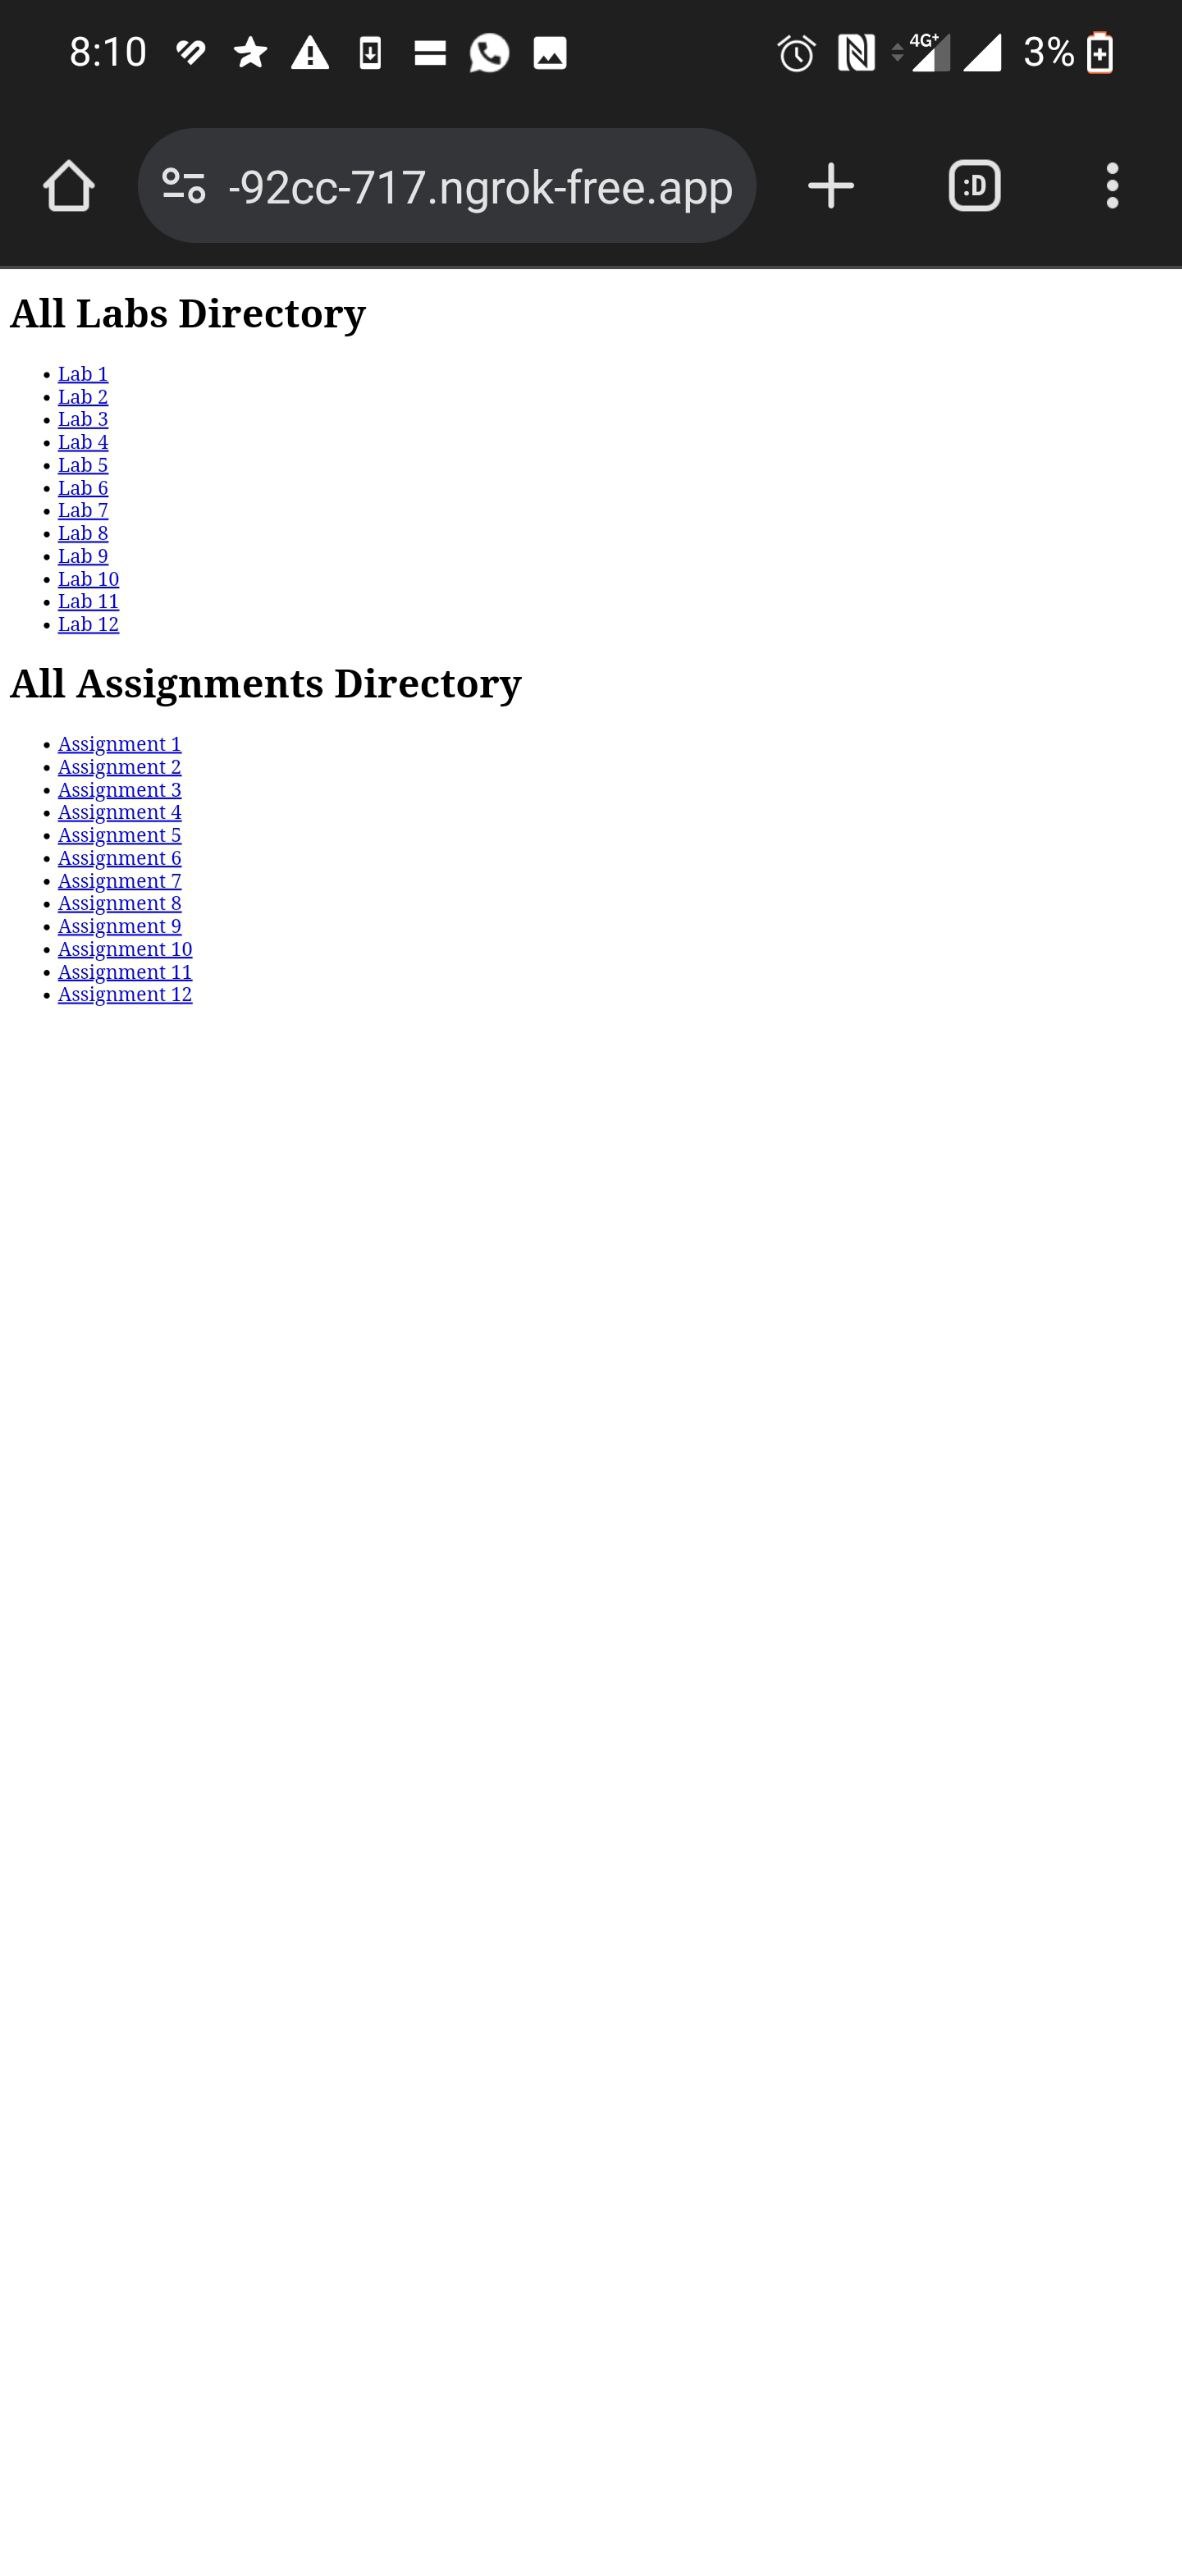 8:10
4G+
3%
-92cc-717.ngrok-free.app
:D
All Labs Directory
Lab 1
Lab 2
Lab 3
Lab 4
Lab 5
Lab 6
Lab 7
Lab 8
Lab 9
Lab 10
Lab 11
Lab 12
All Assignments Directory
Assignment 1
Assignment 2
Assignment 3
Assignment 4
Assignment 5
Assignment 6
Assignment 7
Assignment 8
Assignment 9
Assignment 10
Assignment 11
Assignment 12